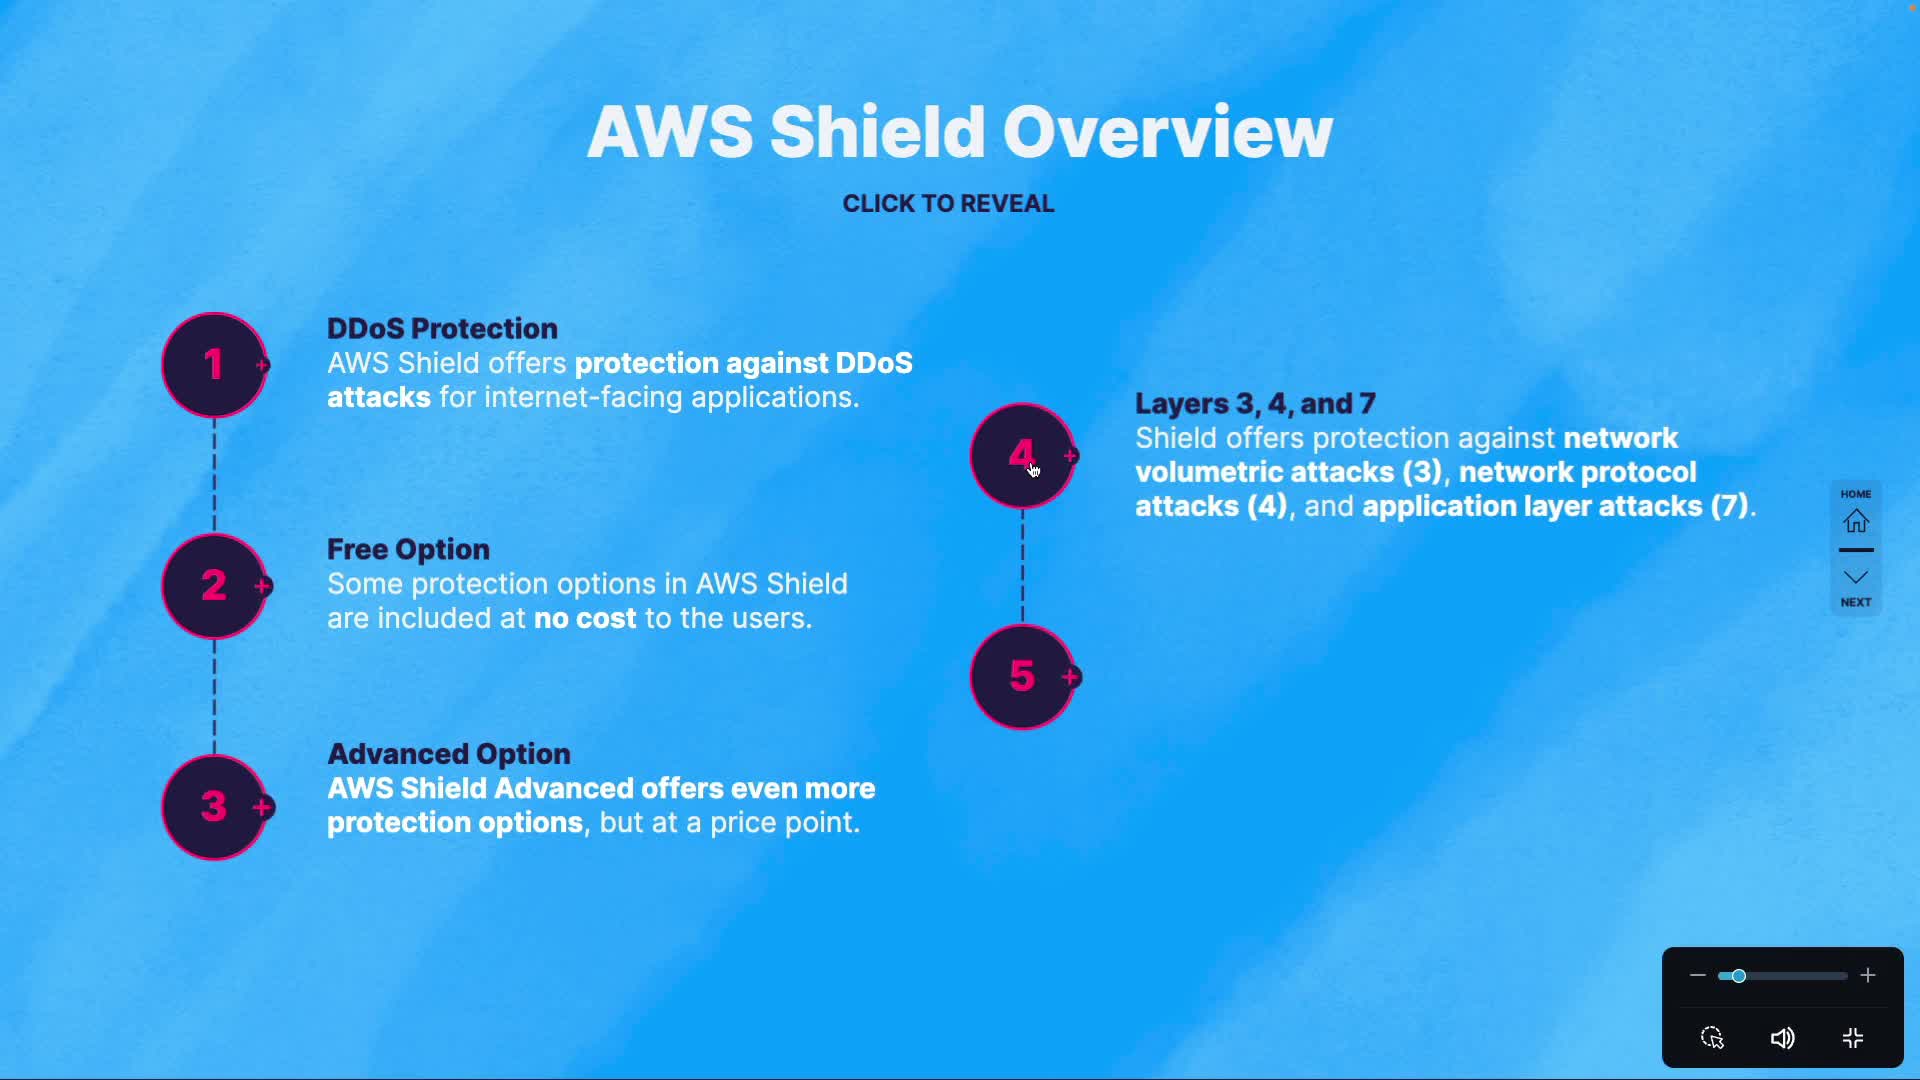 AWS Shield Overview
CLICK TO REVEAL
1
DDoS Protection
AWS Shield offers protection against DDoS
attacks for internet-facing applications.
2
Free Option
Some protection options in AWS Shield
are included at no cost to the users.
3
Advanced Option
AWS Shield Advanced offers even more
protection options, but at a price point.
4
Layers 3, 4, and 7
Shield offers protection against network
volumetric attacks (3), network protocol
attacks (4), and application layer attacks (7).
5
HOME
NEXT